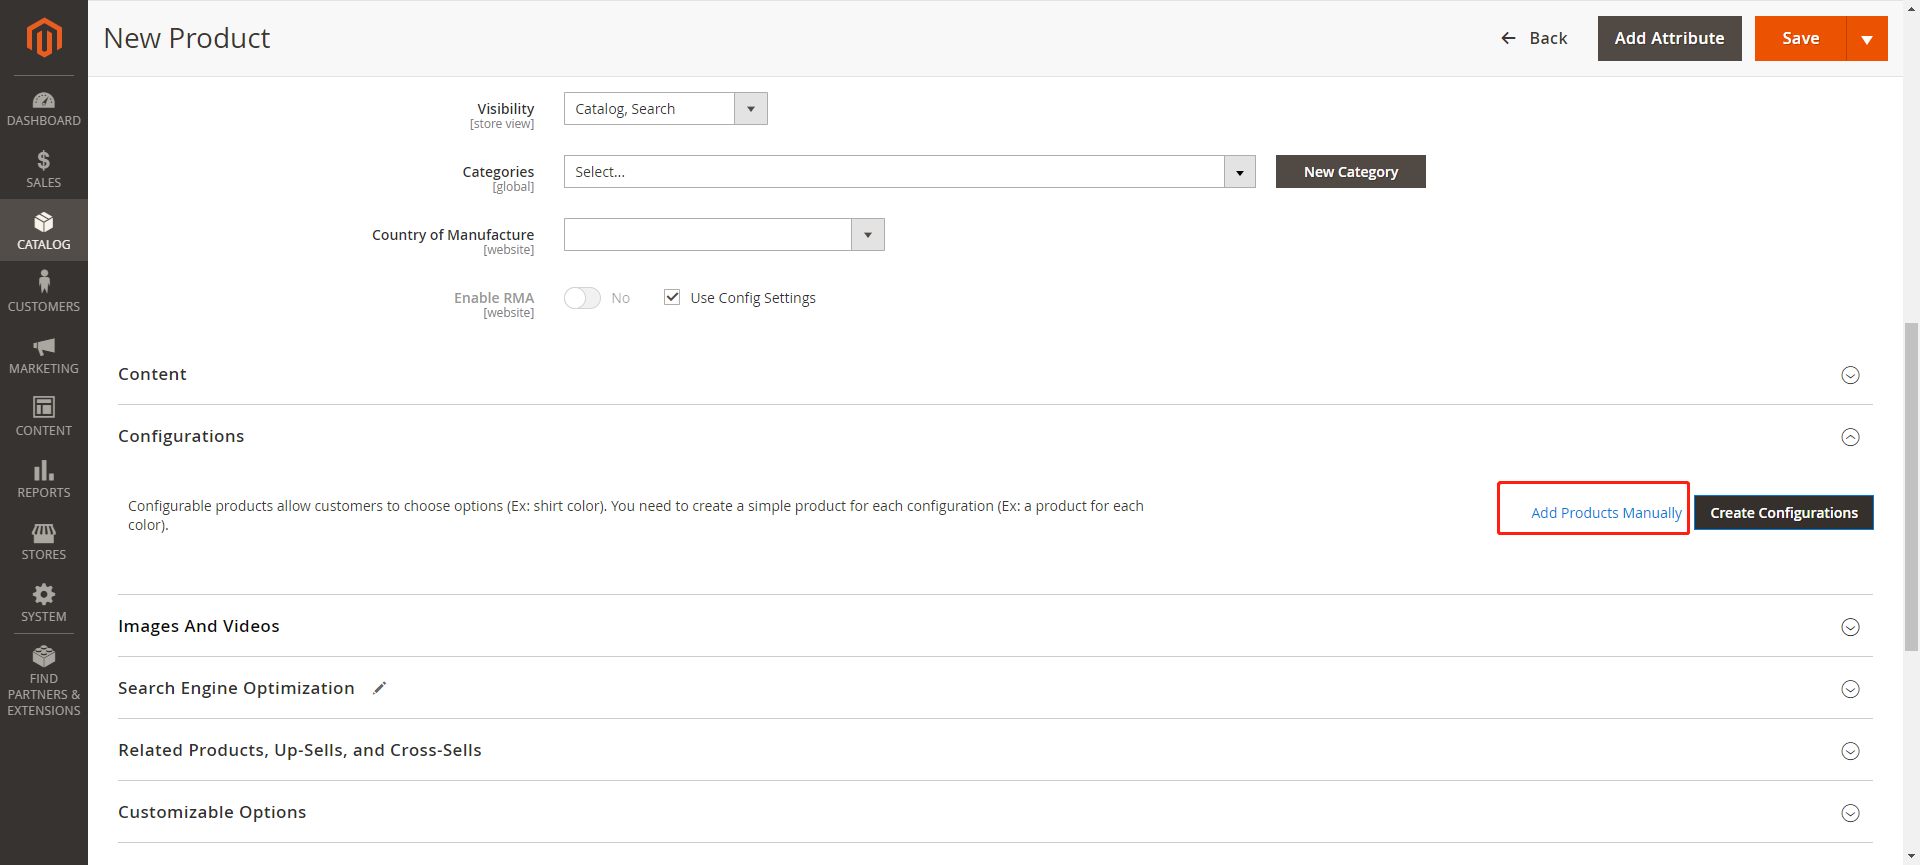 New Product
Back
Add Attribute
Save
DASHBOARD
SALES
CATALOG
CUSTOMERS
MARKETING
CONTENT
REPORTS
STORES
SYSTEM
FIND
PARTNERS &
EXTENSIONS
Visibility
[store view]
Catalog, Search
Categories
[global]
Select...
New Category
Country of Manufacture
[website]
Enable RMA
[website]
No
Use Config Settings
Content
Configurations
Configurable products allow customers to choose options (Ex: shirt color). You need to create a simple product for each configuration (Ex: a product for each
color).
Add Products Manually
Create Configurations
Images And Videos
Search Engine Optimization
Related Products, Up-Sells, and Cross-Sells
Customizable Options